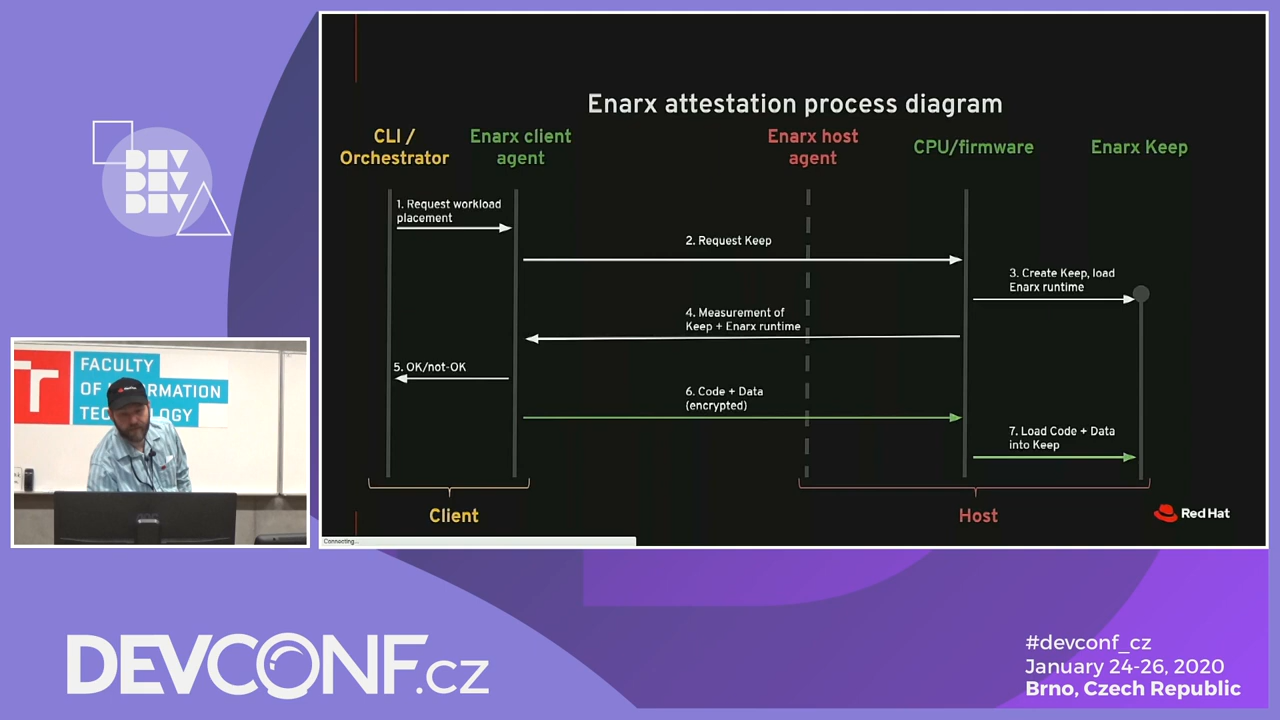 Enarx attestation process diagram
CLI /
Orchestrator
Enarx client
agent
Enarx host
agent
CPU/firmware
Enarx Keep
1. Request workload
placement
2. Request Keep
3. Create Keep, load
Enarx runtime
4. Measurement of
Keep + Enarx runtime
5. OK/not-OK
6. Code + Data
(encrypted)
7. Load Code + Data
into Keep
Client
Host
Red Hat
Connecting...
DEV
DEV
DEV
FACULTY
OF INFORMATION
TECHNOLOGY
DEVCONF.cz
#devconf_cz
January 24-26, 2020
Brno, Czech Republic